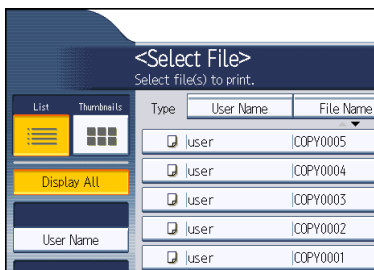 <Select File>
Select file(s) to print.
List Thumbnails Type User Name File Name
user COPY0005
Display All
user COPY0004
user COPY0003
User Name
user COPY0002
user COPY0001